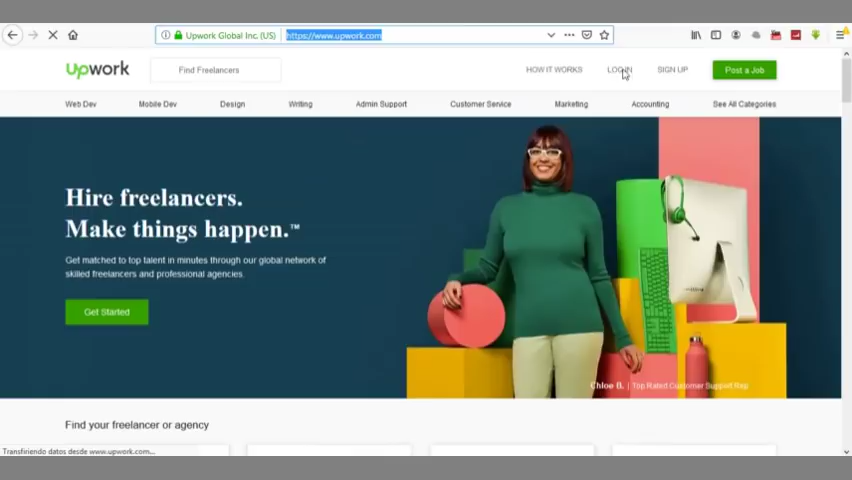 Upwork Global Inc. (US)
https://www.upwork.com
upwork
Find Freelancers
HOW IT WORKS
LOG IN
SIGN UP
Post a Job
Web Dev
Mobile Dev
Design
Writing
Admin Support
Customer Service
Marketing
Accounting
See All Categories
Hire freelancers.
Make things happen.™
Get matched to top talent in minutes through our global network of
skilled freelancers and professional agencies.
Get Started
Chloe B. | Top Rated Customer Support Rep
Find your freelancer or agency
Transfiriendo datos desde www.upwork.com...